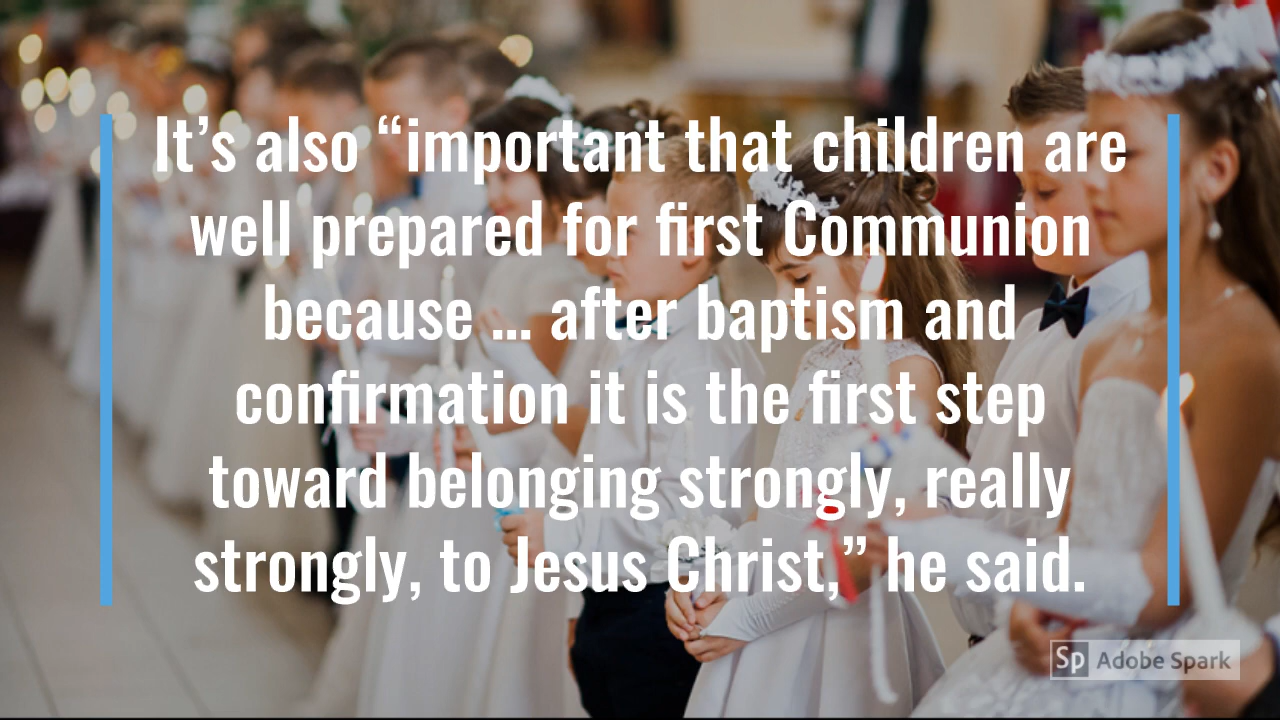 It’s also “important that children are
well prepared for first Communion
because ... after baptism and
confirmation it is the first step
toward belonging strongly, really
strongly, to Jesus Christ,” he said.
Sp Adobe Spark